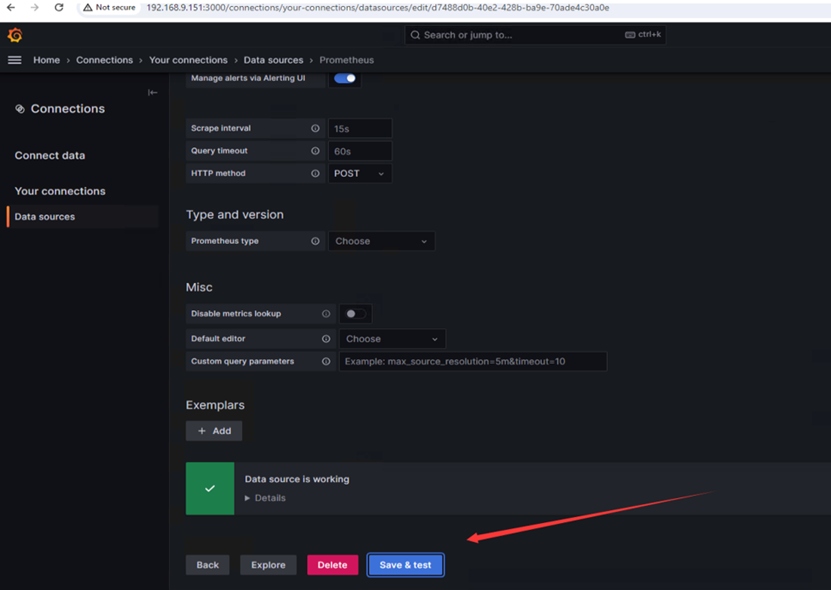 Not secure 192.168.9.151:3000/connections/your-connections/datasources/edit/d7488d0b-40e2-428b-ba9e-70ade4c30a0e
Search or jump to... ctrl+k
Home > Connections > Your connections > Data sources > Prometheus
Manage alerts via Alerting UI
Connections
Connect data
Your connections
Data sources
Scrape interval 15s
Query timeout 60s
HTTP method POST
Type and version
Prometheus type Choose
Misc
Disable metrics lookup
Default editor Choose
Custom query parameters Example: max_source_resolution=5m&timeout=10
Exemplars
+ Add
Data source is working
Details
Back Explore Delete Save & test